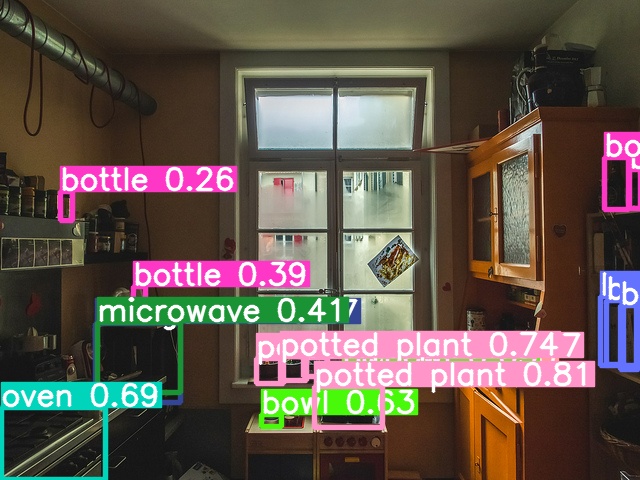 bo
bottle 0.26
bottle 0.39
microwave 0.417
potted plant 0.747
potted plant 0.81
oven 0.69
bowl 0.63